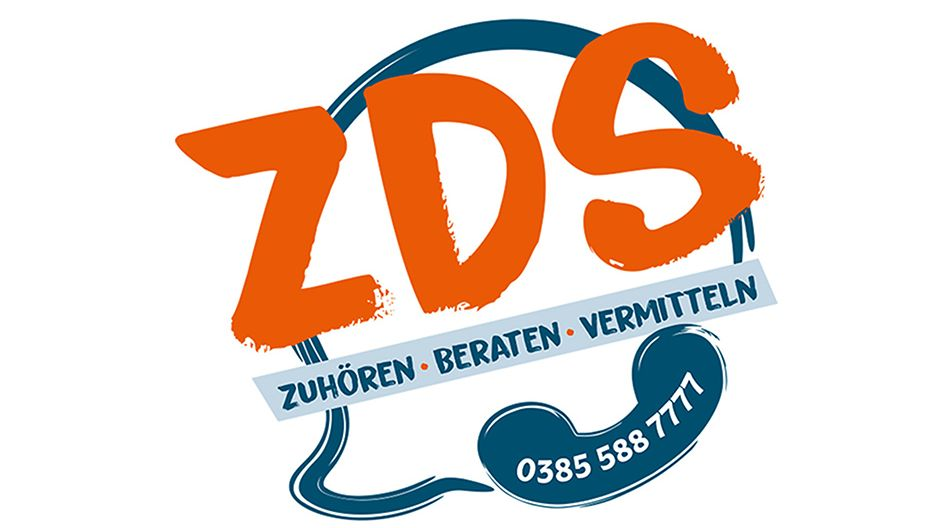 ZDS
ZUHÖREN · BERATEN · VERMITTELN
0385 588 7777